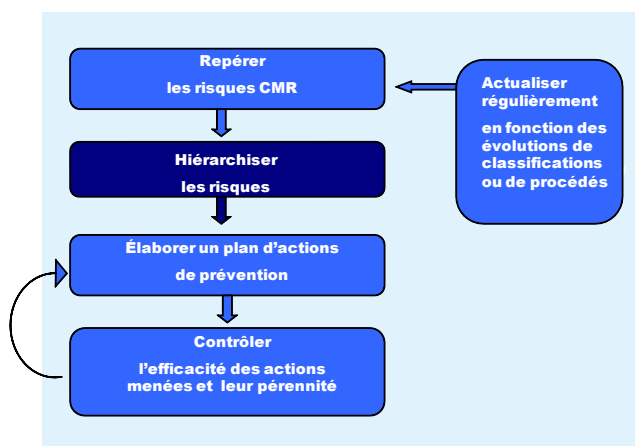 Repérer
les risques CMR
Hiérarchiser
les risques
Élaborer un plan d’actions
de prévention
Contrôler
l’efficacité des actions
menées et leur pérennité
Actualiser
régulièrement
en fonction des
évolutions de
classifications
ou de procédés